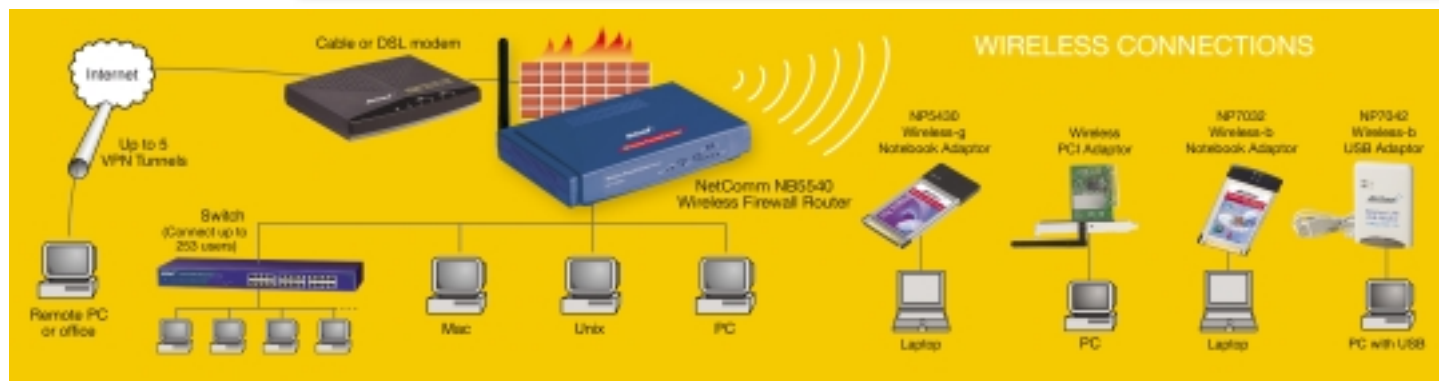 Internet
Cable or DSL modem
WIRELESS CONNECTIONS
Up to 5
VPN Tunnels
NetComm NB5540
Wireless Firewall Router
NP5430
Wireless-g
Notebook Adaptor
Wireless
PCI Adaptor
NP7032
Wireless-b
Notebook Adaptor
NP7042
Wireless-b
USB Adaptor
Switch
(Connect up to
253 users)
Remote PC
or office
Mac
Unix
PC
Laptop
PC
Laptop
PC with USB